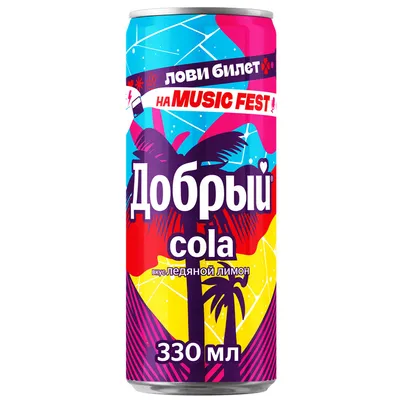 ЛОВИ БИЛЕТ
НА MUSIC FEST
Добрый
cola
вкус ледяной лимон
330 МЛ